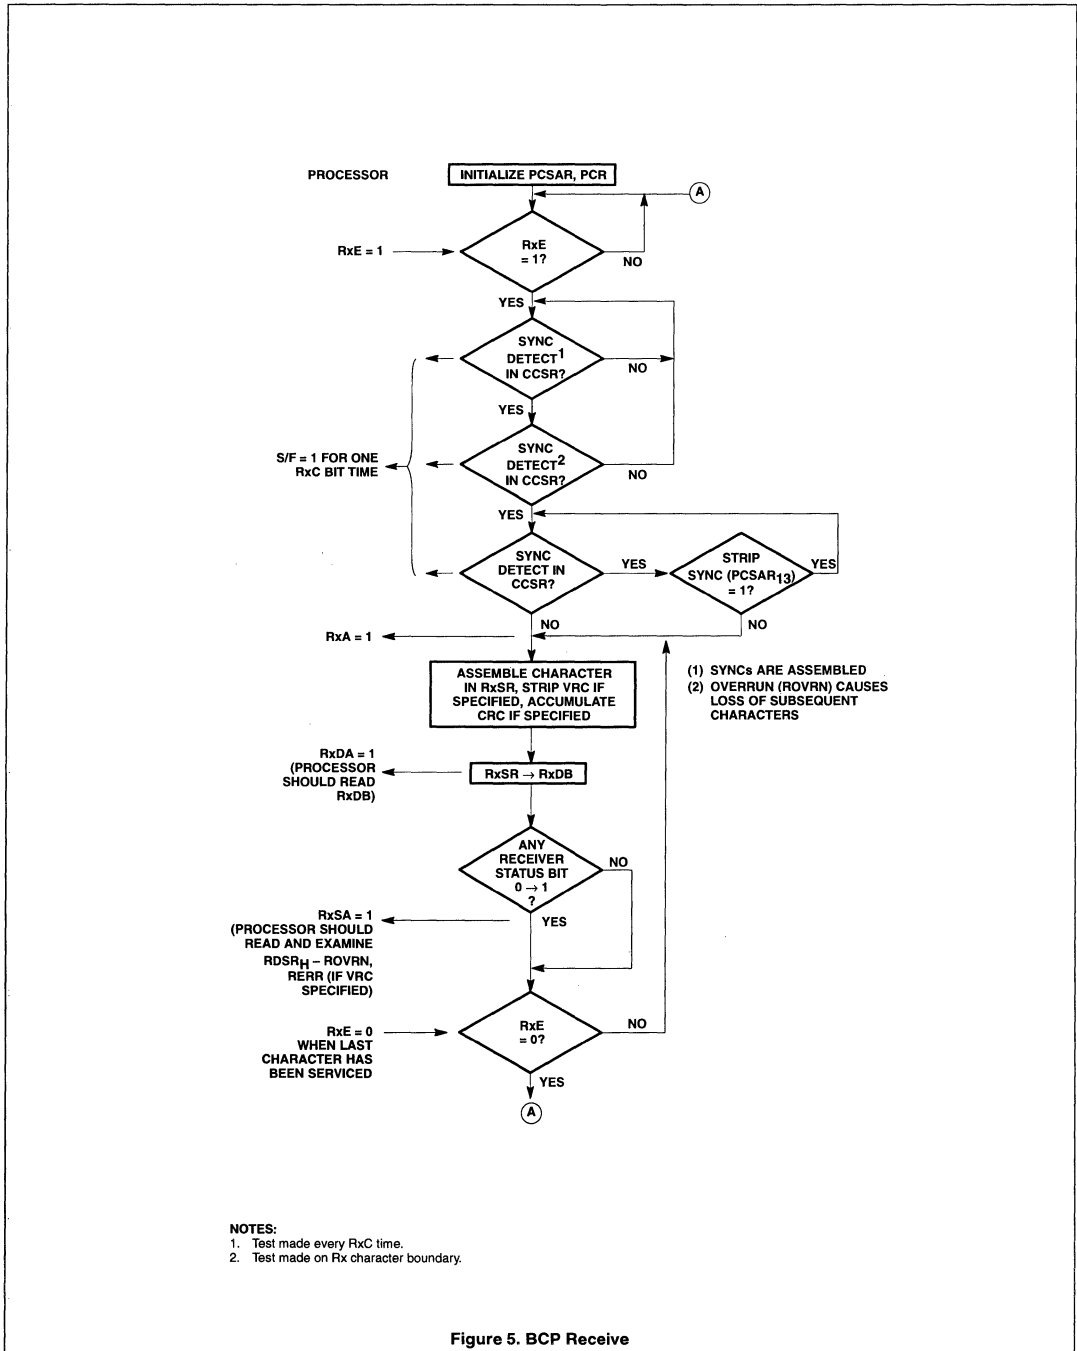 PROCESSOR
INITIALIZE PCSAR, PCR
A
RxE = 1
RxE
= 1?
NO
YES
SYNC
DETECT1
IN CCSR?
NO
YES
S/F = 1 FOR ONE
RxC BIT TIME
SYNC
DETECT2
IN CCSR?
NO
YES
SYNC
DETECT IN
CCSR?
YES
STRIP
SYNC (PCSAR13)
= 1?
YES
NO
NO
RxA = 1
ASSEMBLE CHARACTER
IN RxSR, STRIP VRC IF
SPECIFIED, ACCUMULATE
CRC IF SPECIFIED
(1) SYNCs ARE ASSEMBLED
(2) OVERRUN (ROVRN) CAUSES
LOSS OF SUBSEQUENT
CHARACTERS
RxDA = 1
(PROCESSOR
SHOULD READ
RxDB)
RxSR → RxDB
ANY
RECEIVER
STATUS BIT
0 → 1
?
NO
YES
RxSA = 1
(PROCESSOR SHOULD
READ AND EXAMINE
RDSRH – ROVRN,
RERR (IF VRC
SPECIFIED)
RxE = 0
WHEN LAST
CHARACTER HAS
BEEN SERVICED
RxE
= 0?
NO
YES
A
NOTES:
1. Test made every RxC time.
2. Test made on Rx character boundary.
Figure 5. BCP Receive